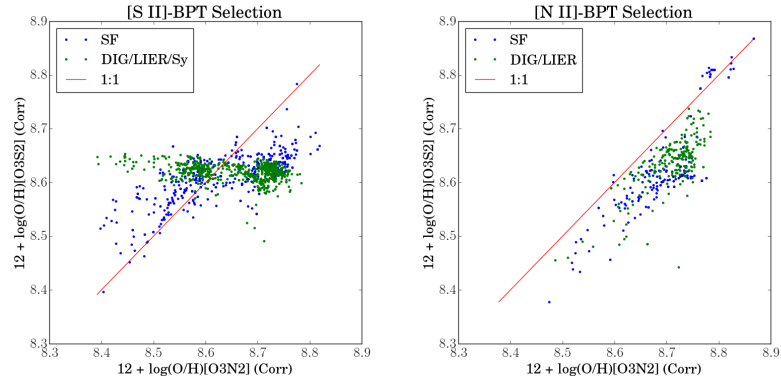 [S II]-BPT Selection
SF
DIG/LIER/Sy
1:1
12 + log(O/H)[O3S2] (Corr)
8.9
8.8
8.7
8.6
8.5
8.4
8.3
8.3 8.4 8.5 8.6 8.7 8.8 8.9
12 + log(O/H)[O3N2] (Corr)
[N II]-BPT Selection
SF
DIG/LIER
1:1
12 + log(O/H)[O3S2] (Corr)
8.9
8.8
8.7
8.6
8.5
8.4
8.3
8.3 8.4 8.5 8.6 8.7 8.8 8.9
12 + log(O/H)[O3N2] (Corr)